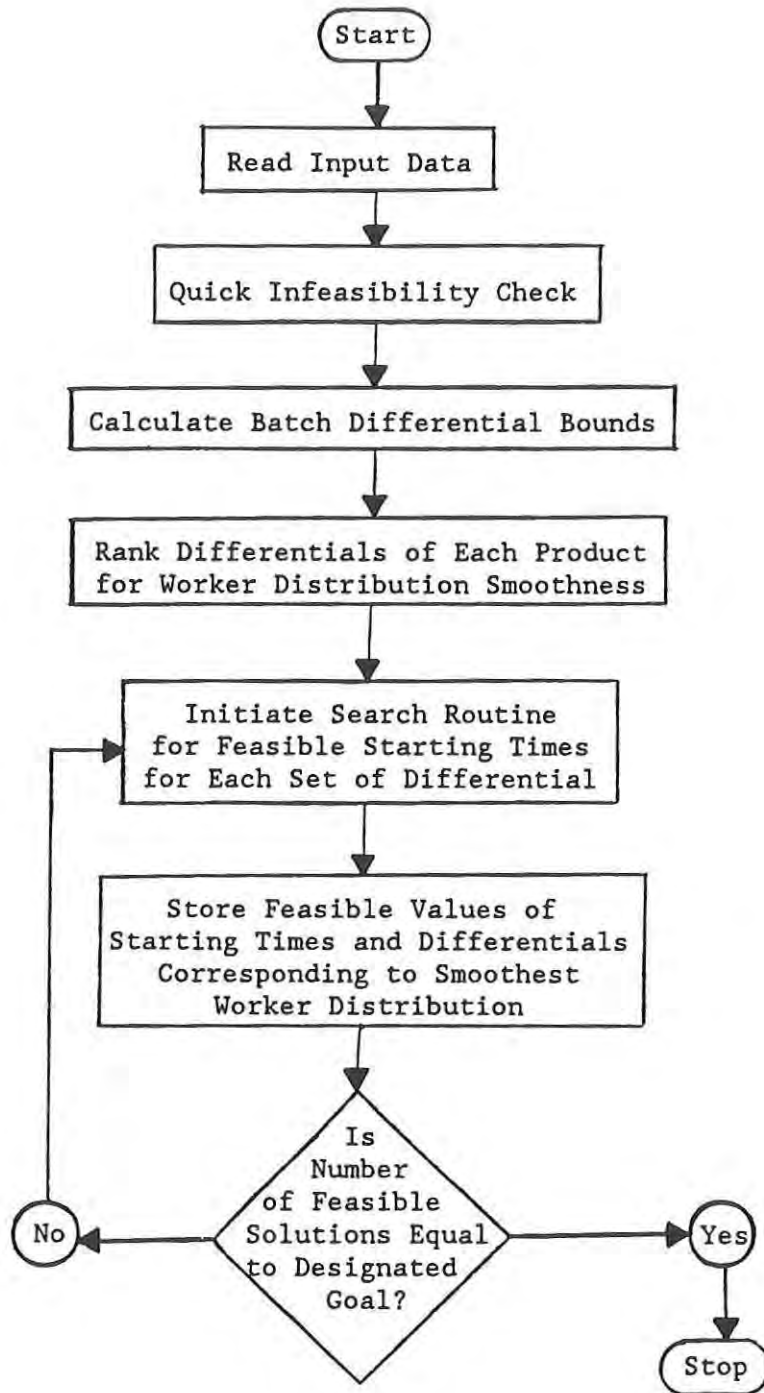 Start
Read Input Data
Quick Infeasibility Check
Calculate Batch Differential Bounds
Rank Differentials of Each Product
for Worker Distribution Smoothness
Initiate Search Routine
for Feasible Starting Times
for Each Set of Differential
Store Feasible Values of
Starting Times and Differentials
Corresponding to Smoothest
Worker Distribution
Is
Number
of Feasible
Solutions Equal
to Designated
Goal?
No
Yes
Stop